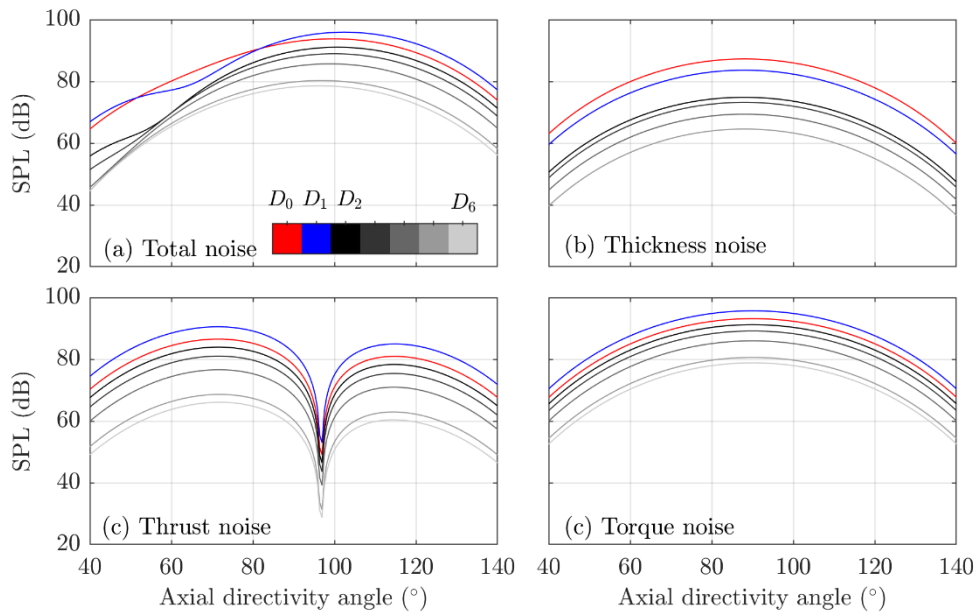 100
80
60
40
20
SPL (dB)
D0 D1 D2 D6
(a) Total noise
(b) Thickness noise
100
80
60
40
20
SPL (dB)
(c) Thrust noise
(c) Torque noise
40 60 80 100 120 140
40 60 80 100 120 140
Axial directivity angle (°)
Axial directivity angle (°)